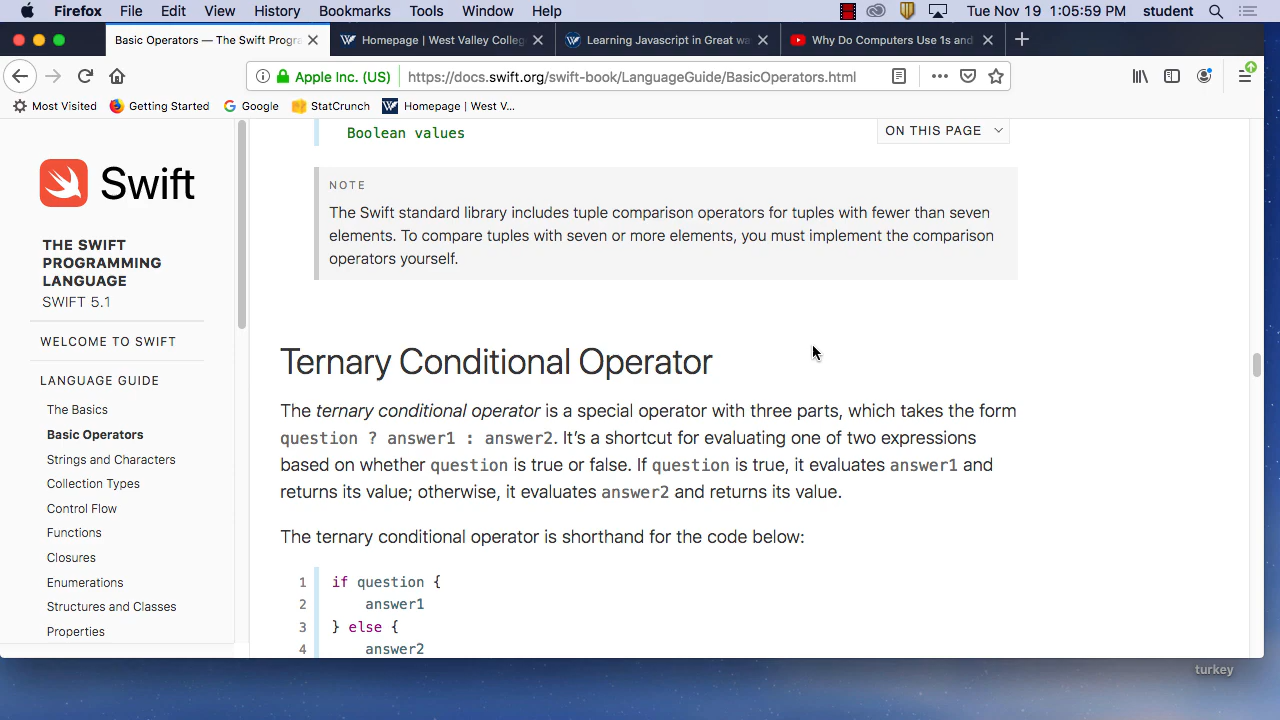 Firefox File Edit View History Bookmarks Tools Window Help Tue Nov 19 1:05:59 PM student
Basic Operators — The Swift Progra Homepage | West Valley Colleg Learning Javascript in Great wa Why Do Computers Use 1s and
Apple Inc. (US) https://docs.swift.org/swift-book/LanguageGuide/BasicOperators.html
Most Visited Getting Started Google StatCrunch Homepage | West V...
Swift
THE SWIFT
PROGRAMMING
LANGUAGE
SWIFT 5.1
WELCOME TO SWIFT
LANGUAGE GUIDE
The Basics
Basic Operators
Strings and Characters
Collection Types
Control Flow
Functions
Closures
Enumerations
Structures and Classes
Properties
Boolean values
ON THIS PAGE
NOTE
The Swift standard library includes tuple comparison operators for tuples with fewer than seven
elements. To compare tuples with seven or more elements, you must implement the comparison
operators yourself.
Ternary Conditional Operator
The ternary conditional operator is a special operator with three parts, which takes the form
question ? answer1 : answer2. It's a shortcut for evaluating one of two expressions
based on whether question is true or false. If question is true, it evaluates answer1 and
returns its value; otherwise, it evaluates answer2 and returns its value.
The ternary conditional operator is shorthand for the code below:
1 if question {
2 answer1
3 } else {
4 answer2
turkey